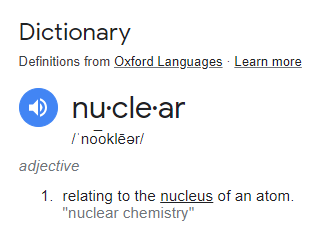 Dictionary
Definitions from Oxford Languages · Learn more
nu·cle·ar
/ˈno͞oklēər/
adjective
1. relating to the nucleus of an atom.
"nuclear chemistry"